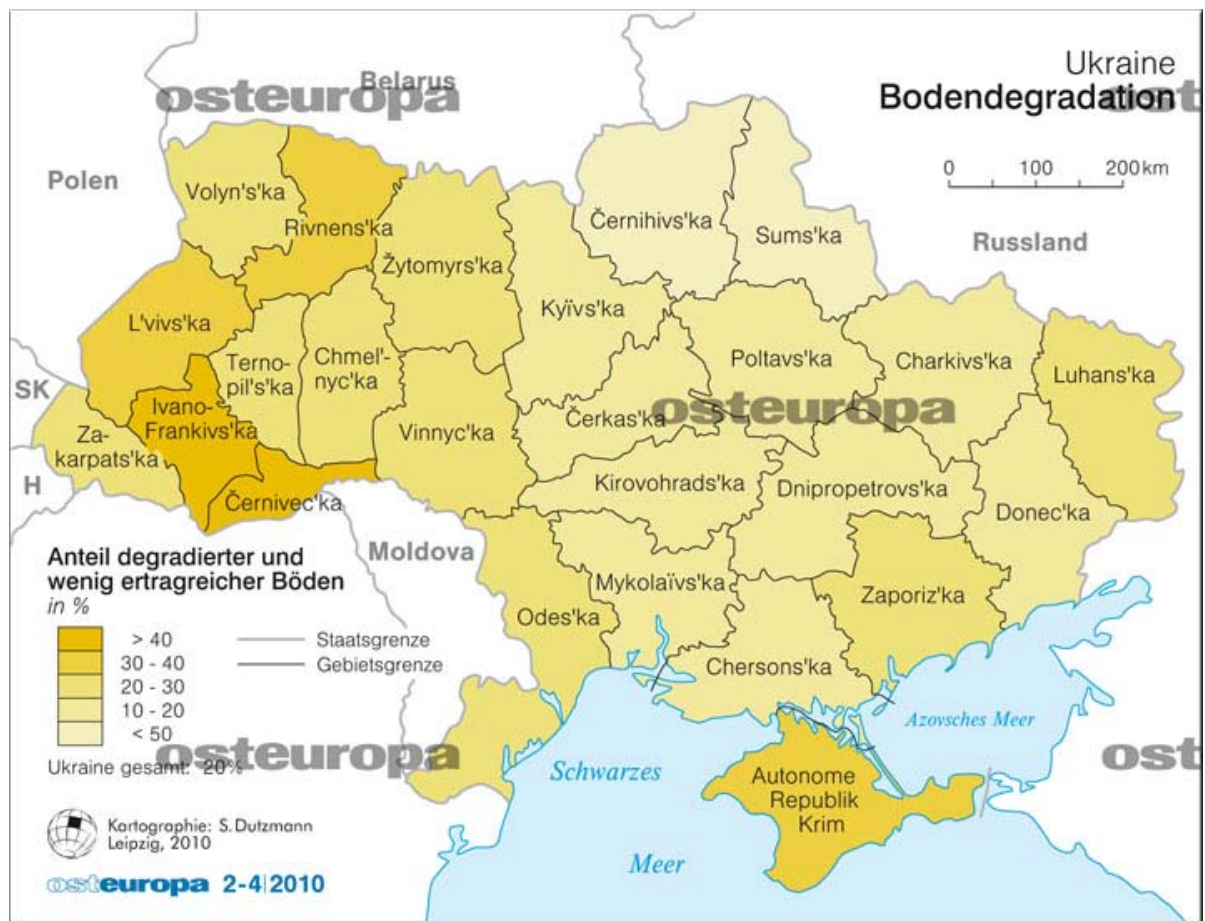 Ukraine
Bodendegradation
0 100 200 km
osteuropa
Belarus
ost
Polen
Russland
SK
H
Moldova
Volyn's'ka
Rivnens'ka
Žytomyrs'ka
Černihivs'ka
Sums'ka
L'vivs'ka
Ternopil's'ka
Chmel'-
nyc'ka
Kyïvs'ka
Poltavs'ka
Charkivs'ka
Luhans'ka
osteuropa
Ivano-
Frankivs'ka
Za-
karpats'ka
Černivec'ka
Vinnyc'ka
Čerkas'ka
Kirovohrads'ka
Dnipropetrovs'ka
Donec'ka
Mykolaïvs'ka
Zaporiz'ka
Odes'ka
Chersons'ka
Azovsches Meer
Schwarzes
Meer
Autonome
Republik
Krim
Anteil degradierter und
wenig ertragreicher Böden
in %
> 40
30 - 40
20 - 30
10 - 20
< 50
Staatsgrenze
Gebietsgrenze
osteuropa
ost
Ukraine gesamt: 20%
Kartographie: S. Dutzmann
Leipzig, 2010
osteuropa 2-4|2010